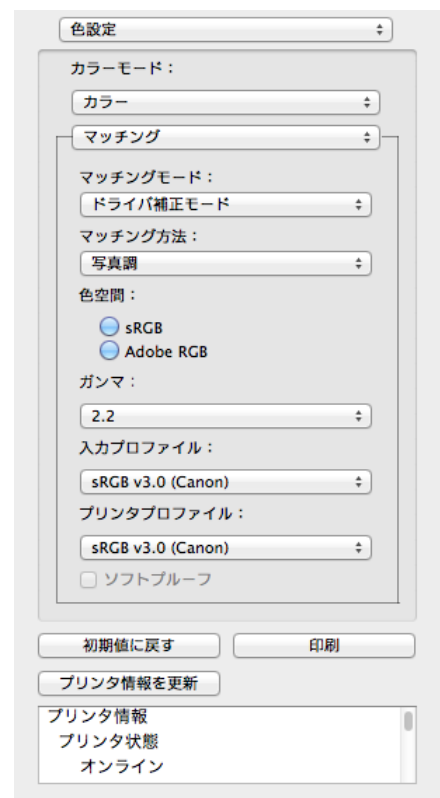 色設定
カラーモード：
カラー
マッチング
マッチングモード：
ドライバ補正モード
マッチング方法：
写真調
色空間：
sRGB
Adobe RGB
ガンマ：
2.2
入力プロファイル：
sRGB v3.0 (Canon)
プリンタプロファイル：
sRGB v3.0 (Canon)
ソフトプルーフ
初期値に戻す 印刷
プリンタ情報を更新
プリンタ情報
プリンタ状態
オンライン